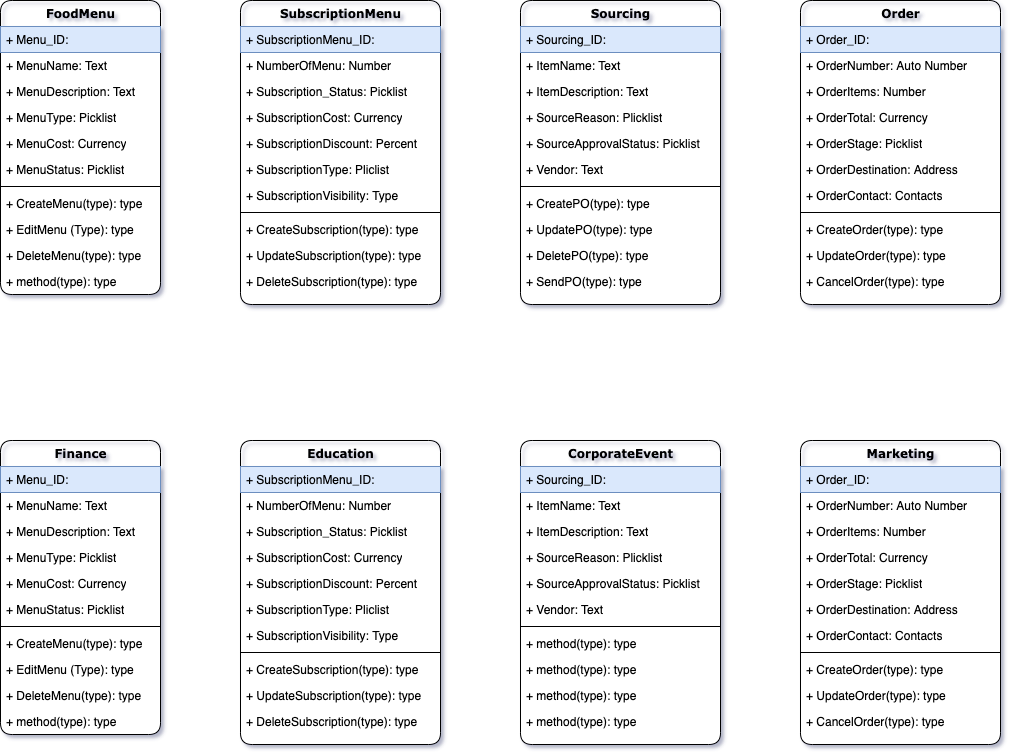 FoodMenu
+ Menu_ID:
+ MenuName: Text
+ MenuDescription: Text
+ MenuType: Picklist
+ MenuCost: Currency
+ MenuStatus: Picklist
+ CreateMenu(type): type
+ EditMenu (Type): type
+ DeleteMenu(type): type
+ method(type): type
SubscriptionMenu
+ SubscriptionMenu_ID:
+ NumberOfMenu: Number
+ Subscription_Status: Picklist
+ SubscriptionCost: Currency
+ SubscriptionDiscount: Percent
+ SubscriptionType: Pliclist
+ SubscriptionVisibility: Type
+ CreateSubscription(type): type
+ UpdateSubscription(type): type
+ DeleteSubscription(type): type
Sourcing
+ Sourcing_ID:
+ ItemName: Text
+ ItemDescription: Text
+ SourceReason: Plicklist
+ SourceApprovalStatus: Picklist
+ Vendor: Text
+ CreatePO(type): type
+ UpdatePO(type): type
+ DeletePO(type): type
+ SendPO(type): type
Order
+ Order_ID:
+ OrderNumber: Auto Number
+ OrderItems: Number
+ OrderTotal: Currency
+ OrderStage: Picklist
+ OrderDestination: Address
+ OrderContact: Contacts
+ CreateOrder(type): type
+ UpdateOrder(type): type
+ CancelOrder(type): type
Finance
+ Menu_ID:
+ MenuName: Text
+ MenuDescription: Text
+ MenuType: Picklist
+ MenuCost: Currency
+ MenuStatus: Picklist
+ CreateMenu(type): type
+ EditMenu (Type): type
+ DeleteMenu(type): type
+ method(type): type
Education
+ SubscriptionMenu_ID:
+ NumberOfMenu: Number
+ Subscription_Status: Picklist
+ SubscriptionCost: Currency
+ SubscriptionDiscount: Percent
+ SubscriptionType: Pliclist
+ SubscriptionVisibility: Type
+ CreateSubscription(type): type
+ UpdateSubscription(type): type
+ DeleteSubscription(type): type
CorporateEvent
+ Sourcing_ID:
+ ItemName: Text
+ ItemDescription: Text
+ SourceReason: Plicklist
+ SourceApprovalStatus: Picklist
+ Vendor: Text
+ method(type): type
+ method(type): type
+ method(type): type
+ method(type): type
Marketing
+ Order_ID:
+ OrderNumber: Auto Number
+ OrderItems: Number
+ OrderTotal: Currency
+ OrderStage: Picklist
+ OrderDestination: Address
+ OrderContact: Contacts
+ CreateOrder(type): type
+ UpdateOrder(type): type
+ CancelOrder(type): type